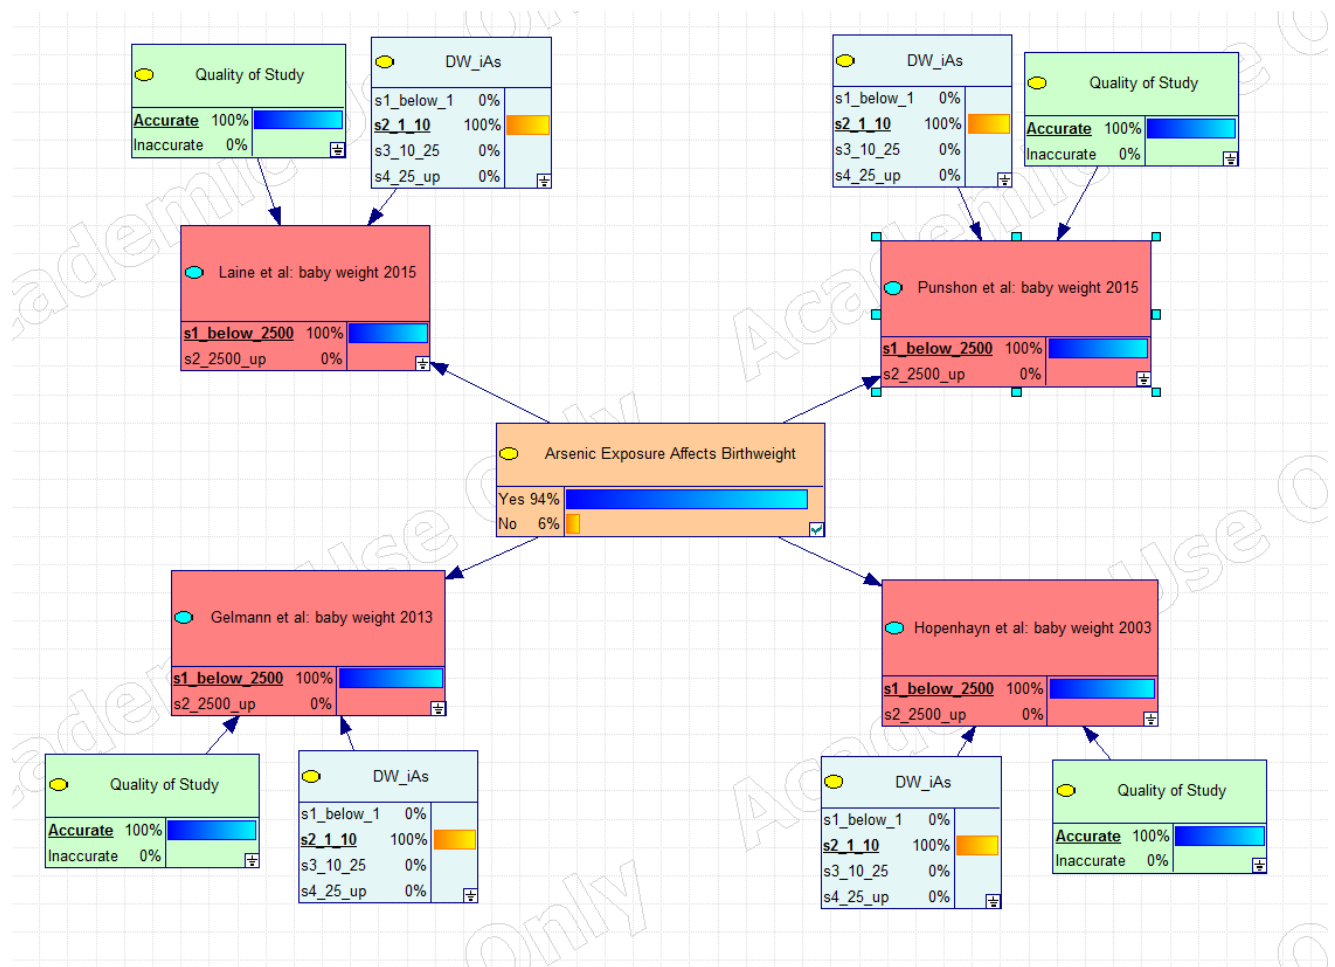 Quality of Study
Accurate 100%
Inaccurate 0%
DW_iAs
s1_below_1 0%
s2_1_10 100%
s3_10_25 0%
s4_25_up 0%
DW_iAs
s1_below_1 0%
s2_1_10 100%
s3_10_25 0%
s4_25_up 0%
Quality of Study
Accurate 100%
Inaccurate 0%
Laine et al: baby weight 2015
s1_below_2500 100%
s2_2500_up 0%
Punshon et al: baby weight 2015
s1_below_2500 100%
s2_2500_up 0%
Arsenic Exposure Affects Birthweight
Yes 94%
No 6%
Gelmann et al: baby weight 2013
s1_below_2500 100%
s2_2500_up 0%
Hopenhayn et al: baby weight 2003
s1_below_2500 100%
s2_2500_up 0%
Quality of Study
Accurate 100%
Inaccurate 0%
DW_iAs
s1_below_1 0%
s2_1_10 100%
s3_10_25 0%
s4_25_up 0%
DW_iAs
s1_below_1 0%
s2_1_10 100%
s3_10_25 0%
s4_25_up 0%
Quality of Study
Accurate 100%
Inaccurate 0%
Academic Use Only